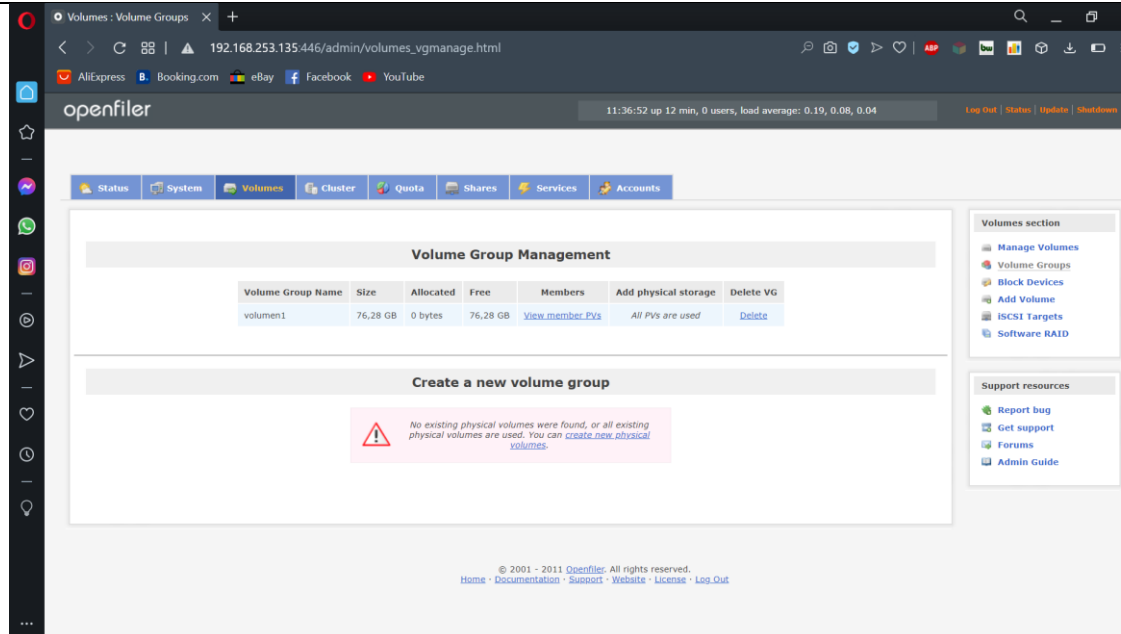 Volumes : Volume Groups
192.168.253.135:446/admin/volumes_vgmanage.html
ABP
bw
AliExpress B. Booking.com eBay Facebook YouTube
openfiler
11:36:52 up 12 min, 0 users, load average: 0.19, 0.08, 0.04
Log Out | Status | Update | Shutdown
Status System Volumes Cluster Quota Shares Services Accounts
Volume Group Management
Volume Group Name Size Allocated Free Members Add physical storage Delete VG
volumen1 76,28 GB 0 bytes 76,28 GB View member PVs All PVs are used Delete
Create a new volume group
No existing physical volumes were found, or all existing
physical volumes are used. You can create new physical
volumes.
Volumes section
Manage Volumes
Volume Groups
Block Devices
Add Volume
iSCSI Targets
Software RAID
Support resources
Report bug
Get support
Forums
Admin Guide
© 2001 - 2011 Openfiler. All rights reserved.
Home · Documentation · Support · Website · License · Log Out